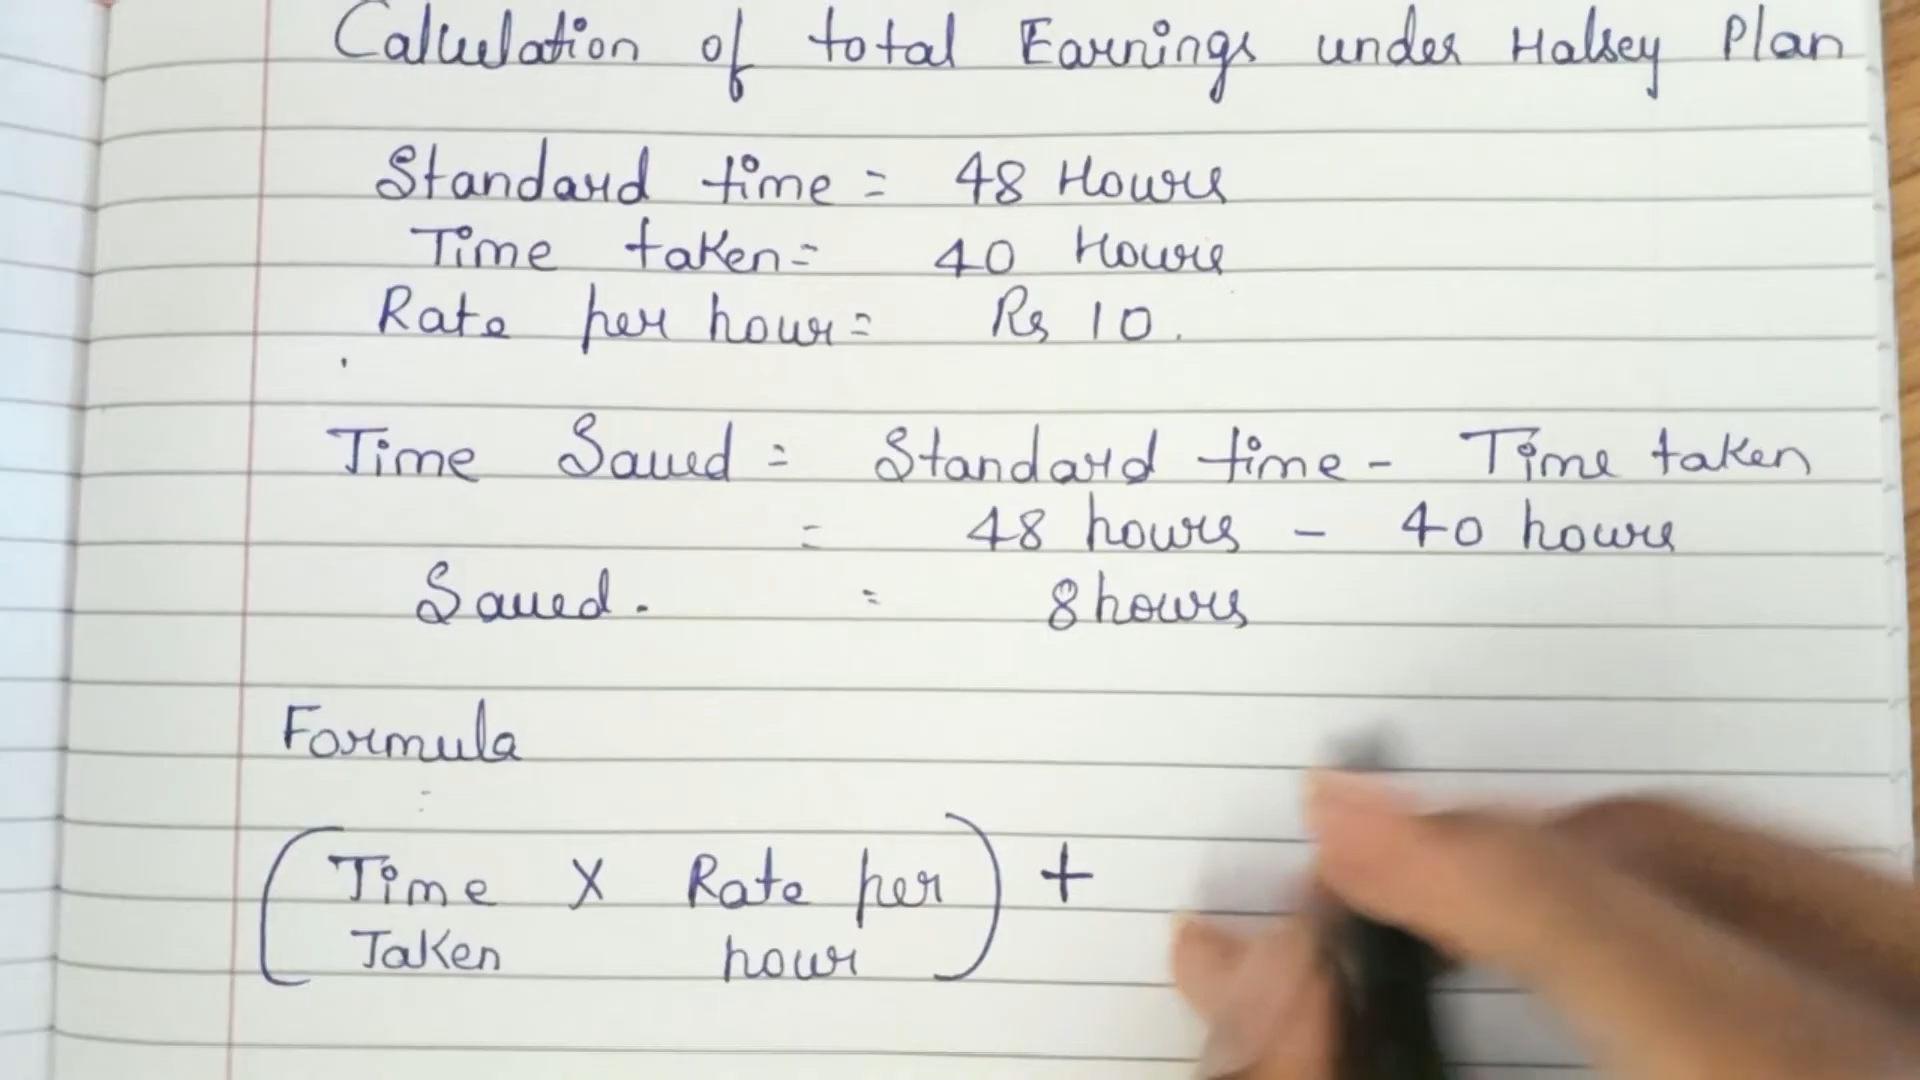 Calculation of total Earnings under Halsey Plan
Standard time = 48 Hours
Time taken = 40 Hours
Rate per hour = Rs 10.
Time Saved = Standard time - Time taken
= 48 hours - 40 hours
Saved. = 8 hours
Formula
(Time X Rate per) +
Taken hour